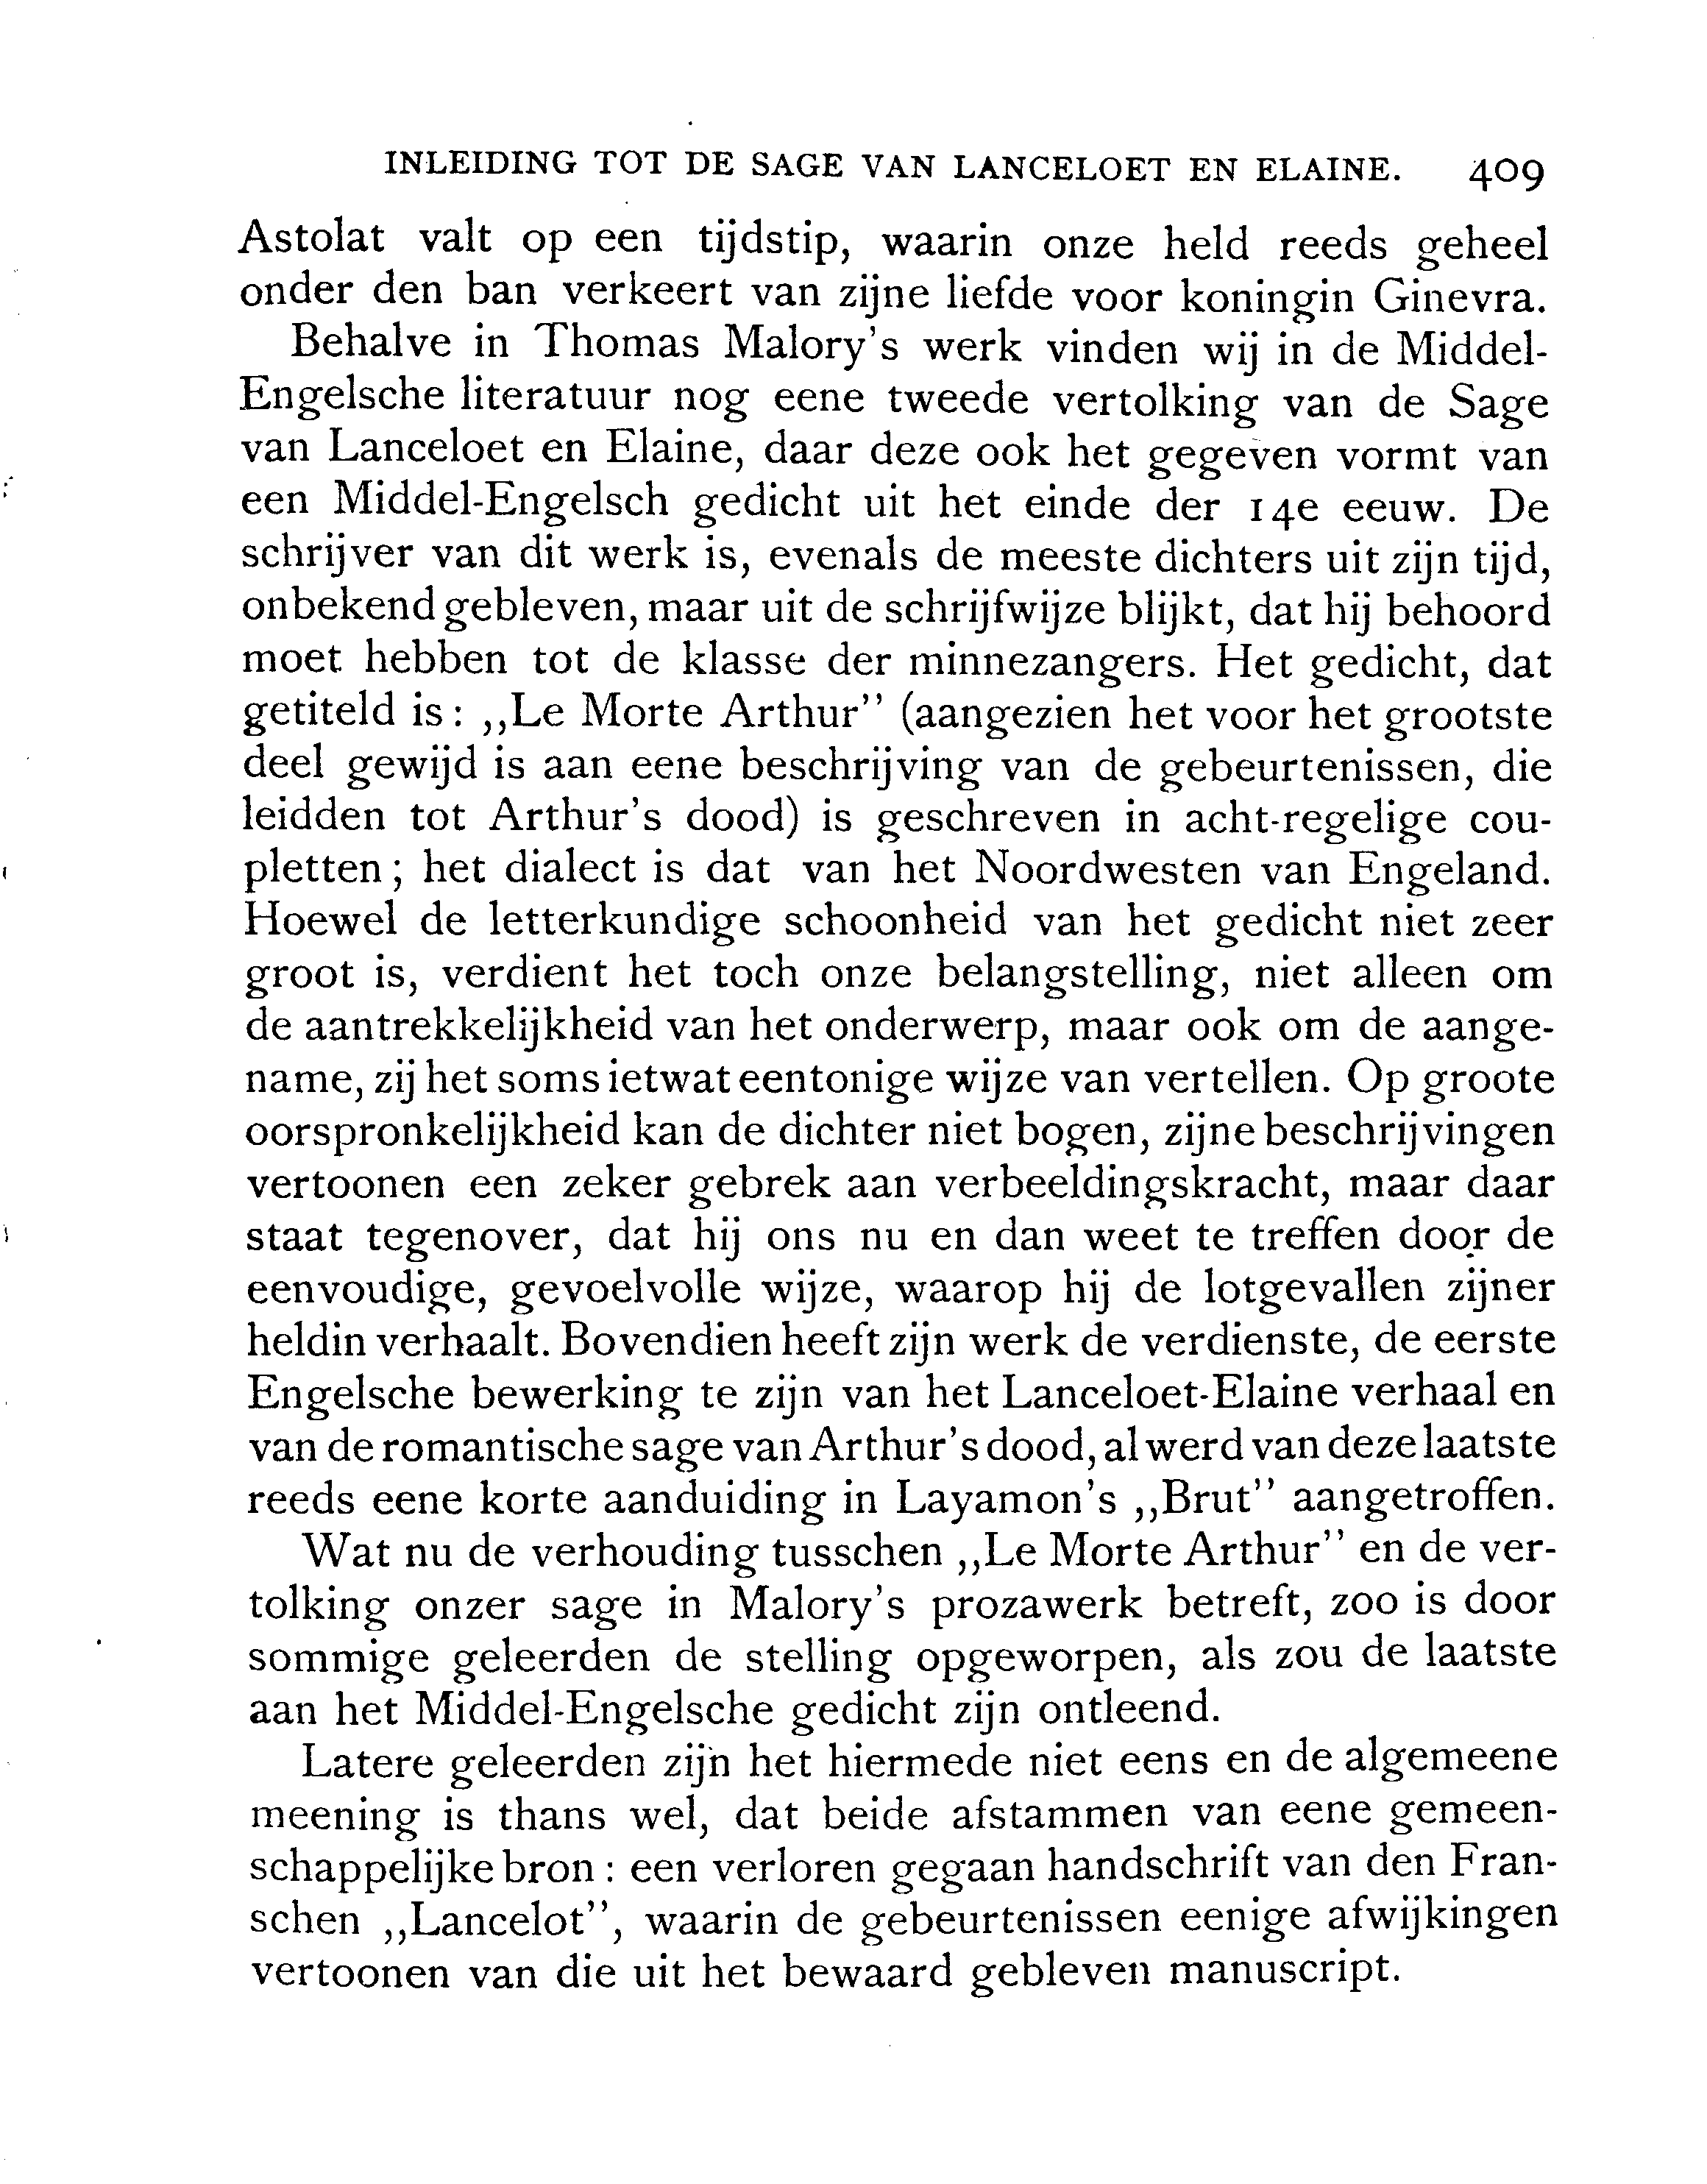 INLEIDING TOT DE SAGE VAN LANCELOET EN ELAINE. 409
Astolat valt op een tijdstip, waarin onze held reeds geheel
onder den ban verkeert van zijne liefde voor koningin Ginevra.
Behalve in Thomas Malory's werk vinden wij in de Middel-
Engelsche literatuur nog eene tweede vertolking van de Sage
van Lanceloet en Elaine, daar deze ook het gegeven vormt van
een Middel-Engelsch gedicht uit het einde der 14e eeuw. De
schrijver van dit werk is, evenals de meeste dichters uit zijn tijd,
onbekend gebleven, maar uit de schrijfwijze blijkt, dat hij behoord
moet hebben tot de klasse der minnezangers. Het gedicht, dat
getiteld is: ,,Le Morte Arthur'' (aangezien het voor het grootste
deel gewijd is aan eene beschrijving van de gebeurtenissen, die
leidden tot Arthur's dood) is geschreven in acht-regelige cou-
pletten; het dialect is dat van het Noordwesten van Engeland.
Hoewel de letterkundige schoonheid van het gedicht niet zeer
groot is, verdient het toch onze belangstelling, niet alleen om
de aantrekkelijkheid van het onderwerp, maar ook om de aange-
name, zij het soms ietwat eentonige wijze van vertellen. Op groote
oorspronkelijkheid kan de dichter niet bogen, zijne beschrijvingen
vertoonen een zeker gebrek aan verbeeldingskracht, maar daar
staat tegenover, dat hij ons nu en dan weet te treffen door de
eenvoudige, gevoelvolle wijze, waarop hij de lotgevallen zijner
heldin verhaalt. Bovendien heeft zijn werk de verdienste, de eerste
Engelsche bewerking te zijn van het Lanceloet-Elaine verhaal en
van de romantische sage van Arthur's dood, al werd van deze laatste
reeds eene korte aanduiding in Layamon's ,,Brut'' aangetroffen.
Wat nu de verhouding tusschen ,,Le Morte Arthur'' en de ver-
tolking onzer sage in Malory's prozawerk betreft, zoo is door
sommige geleerden de stelling opgeworpen, als zou de laatste
aan het Middel-Engelsche gedicht zijn ontleend.
Latere geleerden zijn het hiermede niet eens en de algemeene
meening is thans wel, dat beide afstammen van eene gemeen-
schappelijke bron: een verloren gegaan handschrift van den Fran-
schen ,,Lancelot'', waarin de gebeurtenissen eenige afwijkingen
vertoonen van die uit het bewaard gebleven manuscript.